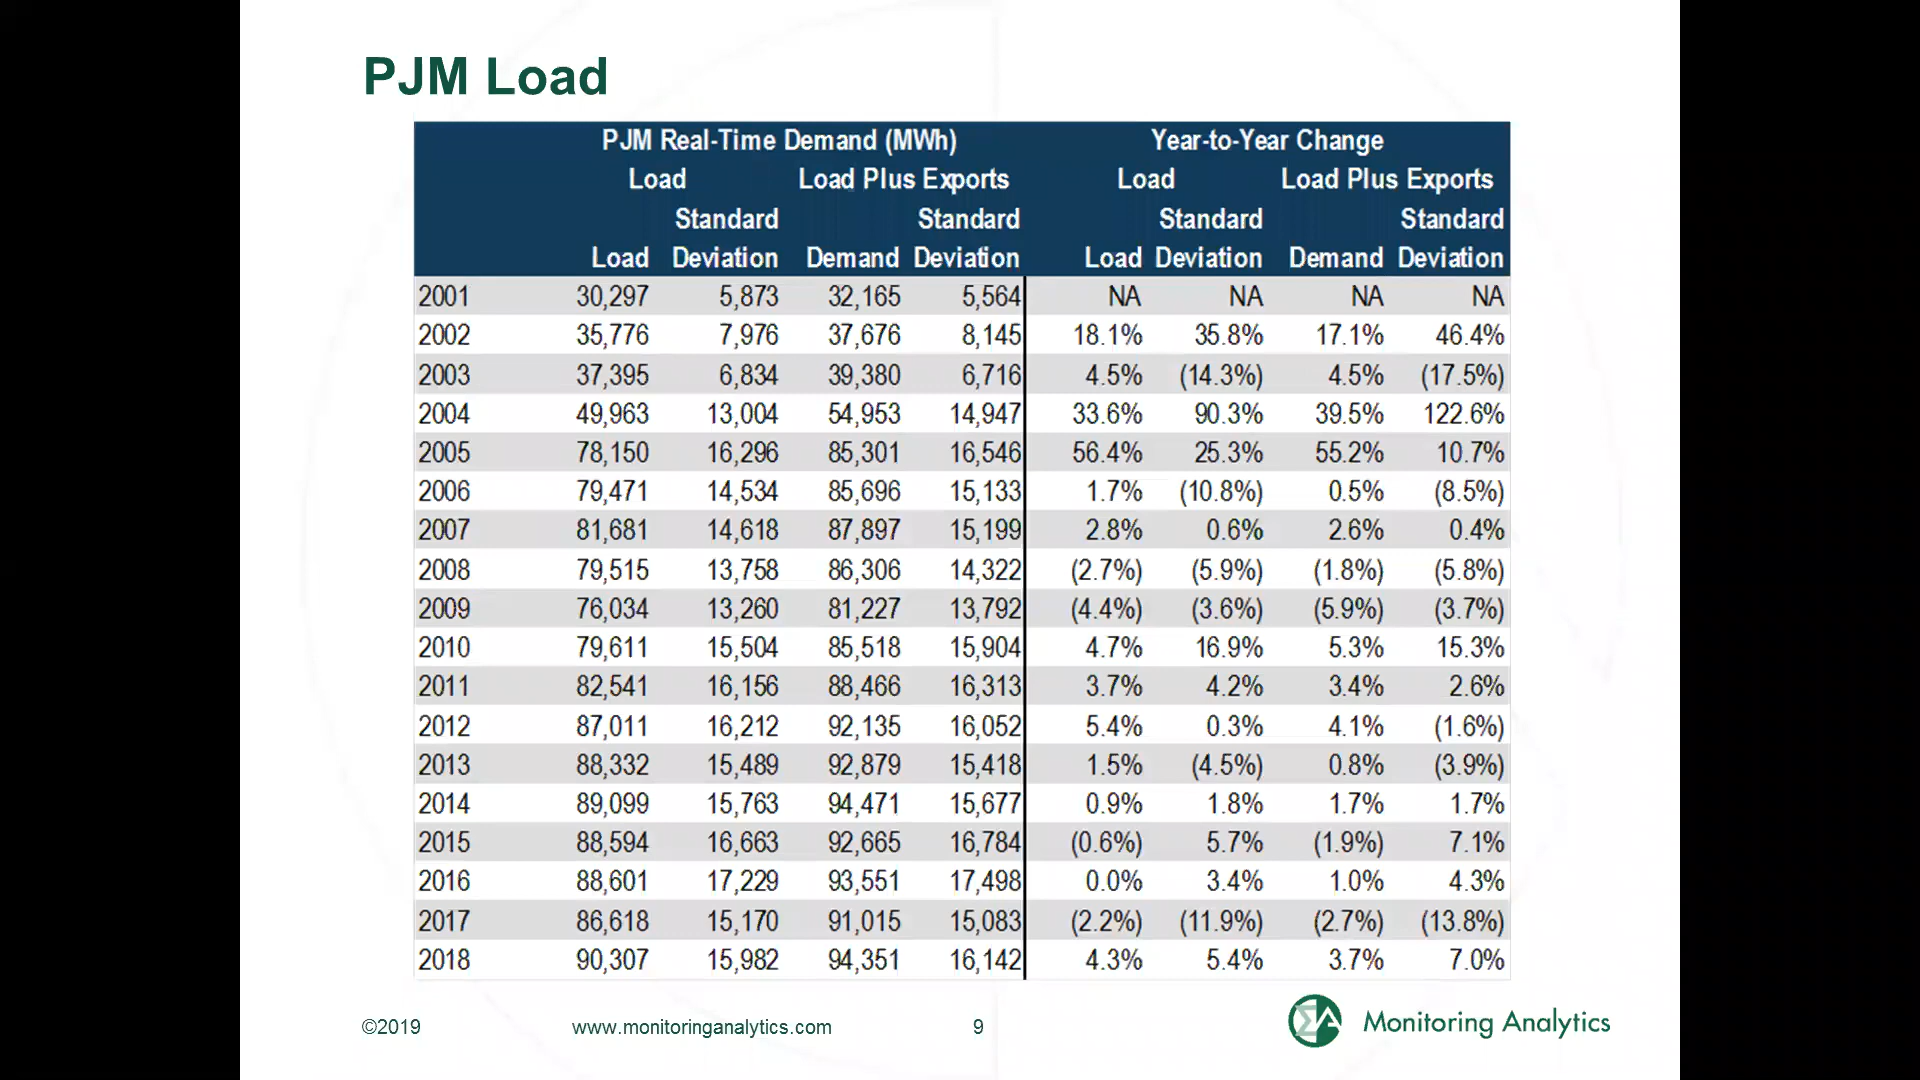 PJM Load
PJM Real-Time Demand (MWh) Year-to-Year Change
Load Load Plus Exports Load Load Plus Exports
Standard Standard Standard Standard
Load Deviation Demand Deviation Load Deviation Demand Deviation
2001 30,297 5,873 32,165 5,564 NA NA NA NA
2002 35,776 7,976 37,676 8,145 18.1% 35.8% 17.1% 46.4%
2003 37,395 6,834 39,380 6,716 4.5% (14.3%) 4.5% (17.5%)
2004 49,963 13,004 54,953 14,947 33.6% 90.3% 39.5% 122.6%
2005 78,150 16,296 85,301 16,546 56.4% 25.3% 55.2% 10.7%
2006 79,471 14,534 85,696 15,133 1.7% (10.8%) 0.5% (8.5%)
2007 81,681 14,618 87,897 15,199 2.8% 0.6% 2.6% 0.4%
2008 79,515 13,758 86,306 14,322 (2.7%) (5.9%) (1.8%) (5.8%)
2009 76,034 13,260 81,227 13,792 (4.4%) (3.6%) (5.9%) (3.7%)
2010 79,611 15,504 85,518 15,904 4.7% 16.9% 5.3% 15.3%
2011 82,541 16,156 88,466 16,313 3.7% 4.2% 3.4% 2.6%
2012 87,011 16,212 92,135 16,052 5.4% 0.3% 4.1% (1.6%)
2013 88,332 15,489 92,879 15,418 1.5% (4.5%) 0.8% (3.9%)
2014 89,099 15,763 94,471 15,677 0.9% 1.8% 1.7% 1.7%
2015 88,594 16,663 92,665 16,784 (0.6%) 5.7% (1.9%) 7.1%
2016 88,601 17,229 93,551 17,498 0.0% 3.4% 1.0% 4.3%
2017 86,618 15,170 91,015 15,083 (2.2%) (11.9%) (2.7%) (13.8%)
2018 90,307 15,982 94,351 16,142 4.3% 5.4% 3.7% 7.0%
©2019 www.monitoringanalytics.com 9 Monitoring Analytics